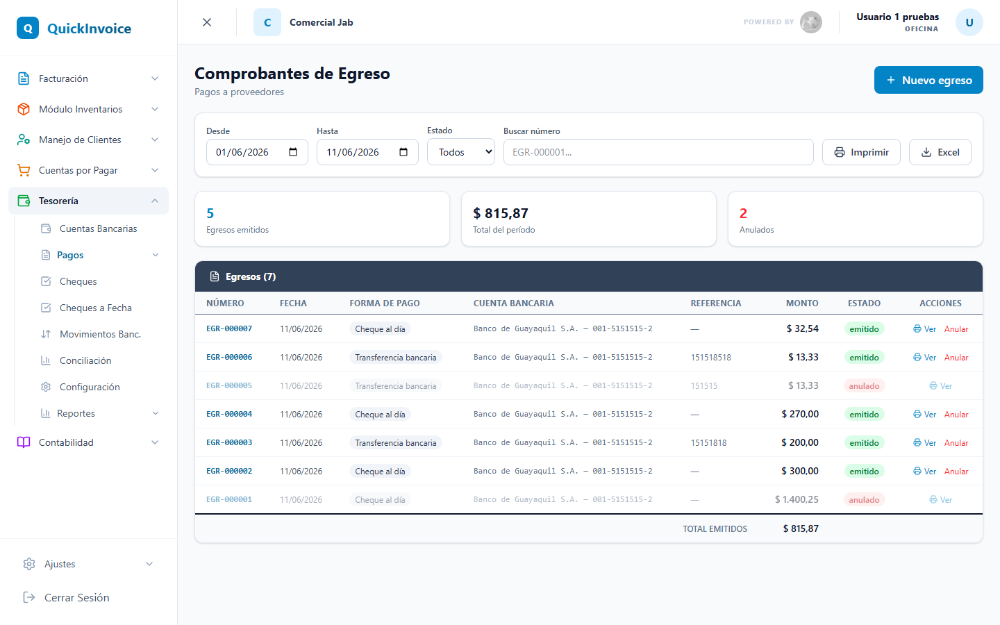 Q QuickInvoice
Facturación
Módulo Inventarios
Manejo de Clientes
Cuentas por Pagar
Tesorería
Cuentas Bancarias
Pagos
Cheques
Cheques a Fecha
Movimientos Banc.
Conciliación
Configuración
Reportes
Contabilidad
Ajustes
Cerrar Sesión
C Comercial Jab
POWERED BY
Usuario 1 pruebas
OFICINA
U
Comprobantes de Egreso
Pagos a proveedores
+ Nuevo egreso
Desde Hasta Estado Buscar número
01/06/2026 11/06/2026 Todos EGR-000001... Imprimir Excel
5
Egresos emitidos
$ 815,87
Total del período
2
Anulados
Egresos (7)
NÚMERO FECHA FORMA DE PAGO CUENTA BANCARIA REFERENCIA MONTO ESTADO ACCIONES
EGR-000007 11/06/2026 Cheque al día Banco de Guayaquil S.A. — 001-5151515-2 — $ 32,54 emitido Ver Anular
EGR-000006 11/06/2026 Transferencia bancaria Banco de Guayaquil S.A. — 001-5151515-2 151518518 $ 13,33 emitido Ver Anular
EGR-000005 11/06/2026 Transferencia bancaria Banco de Guayaquil S.A. — 001-5151515-2 151515 $ 13,33 anulado Ver
EGR-000004 11/06/2026 Cheque al día Banco de Guayaquil S.A. — 001-5151515-2 — $ 270,00 emitido Ver Anular
EGR-000003 11/06/2026 Transferencia bancaria Banco de Guayaquil S.A. — 001-5151515-2 15151818 $ 200,00 emitido Ver Anular
EGR-000002 11/06/2026 Cheque al día Banco de Guayaquil S.A. — 001-5151515-2 — $ 300,00 emitido Ver Anular
EGR-000001 11/06/2026 Cheque al día Banco de Guayaquil S.A. — 001-5151515-2 — $ 1.400,25 anulado Ver
TOTAL EMITIDOS $ 815,87